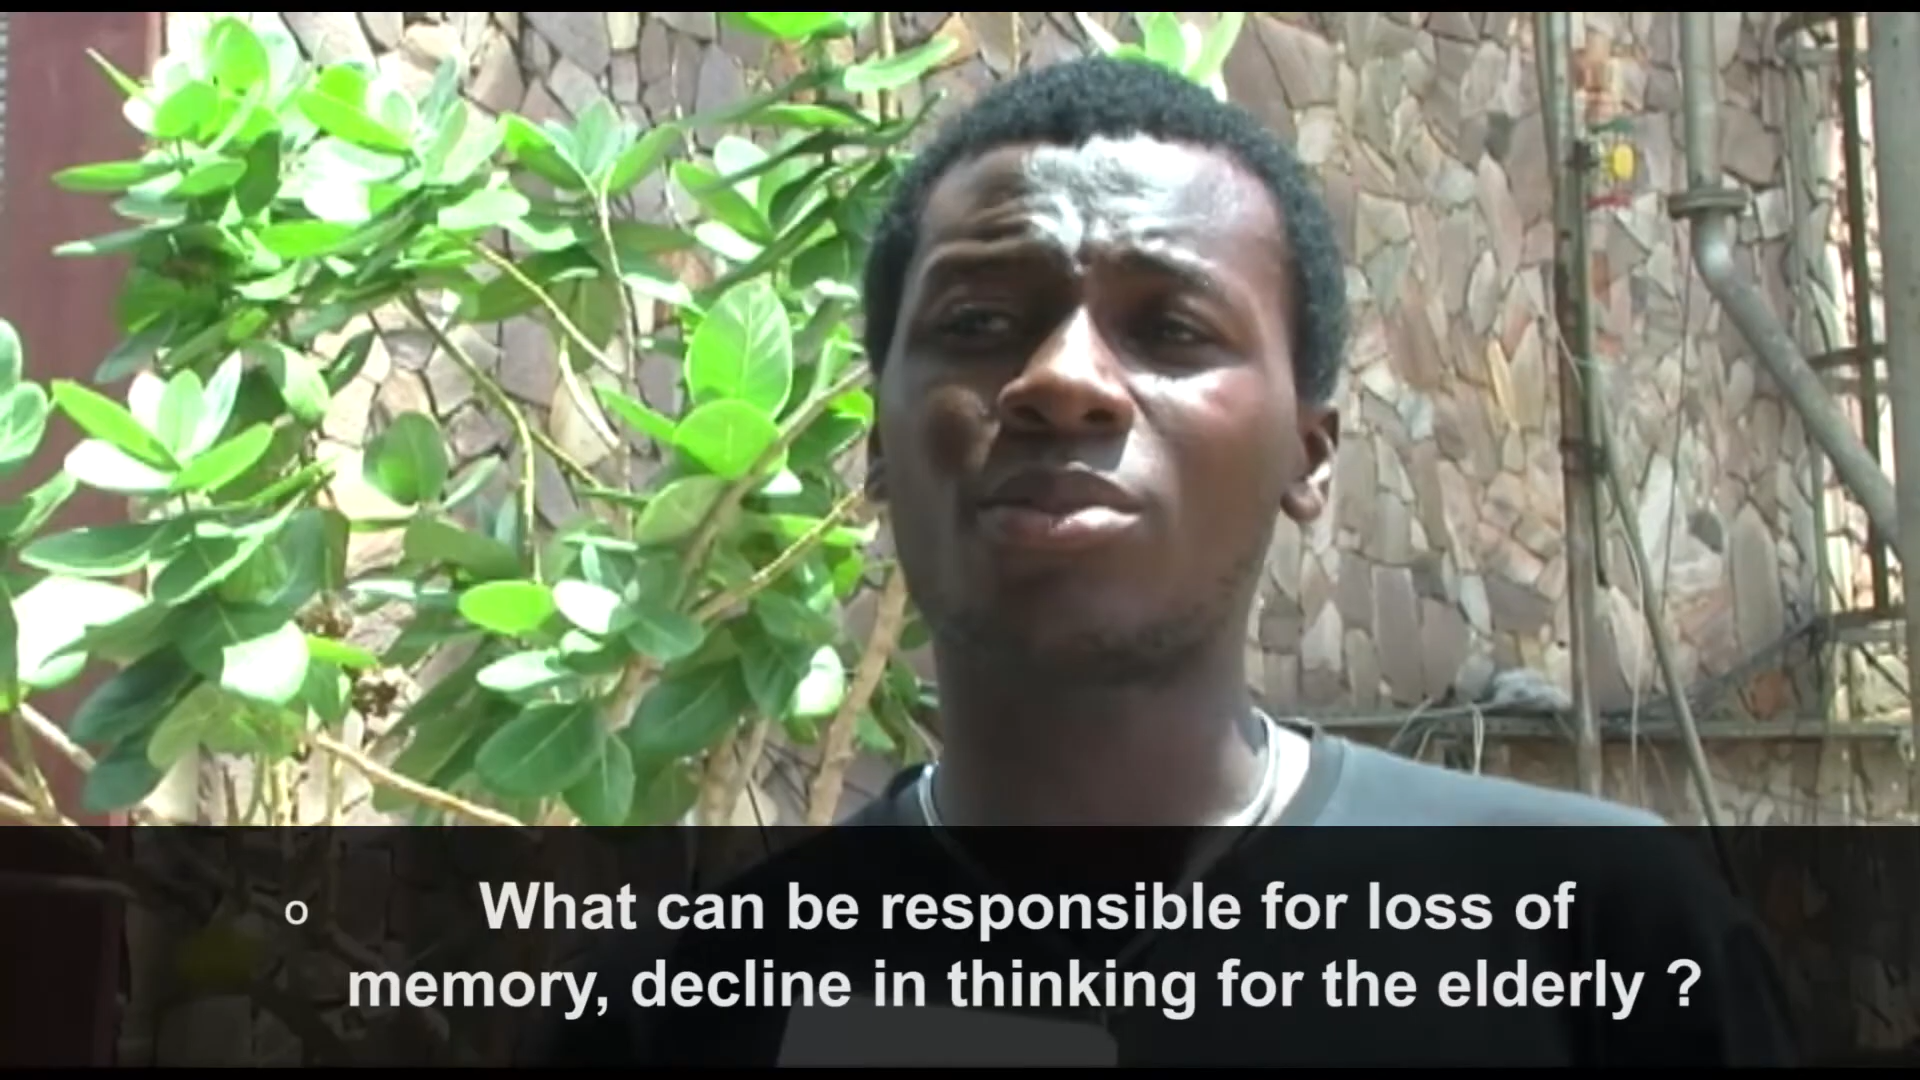 o What can be responsible for loss of
memory, decline in thinking for the elderly ?